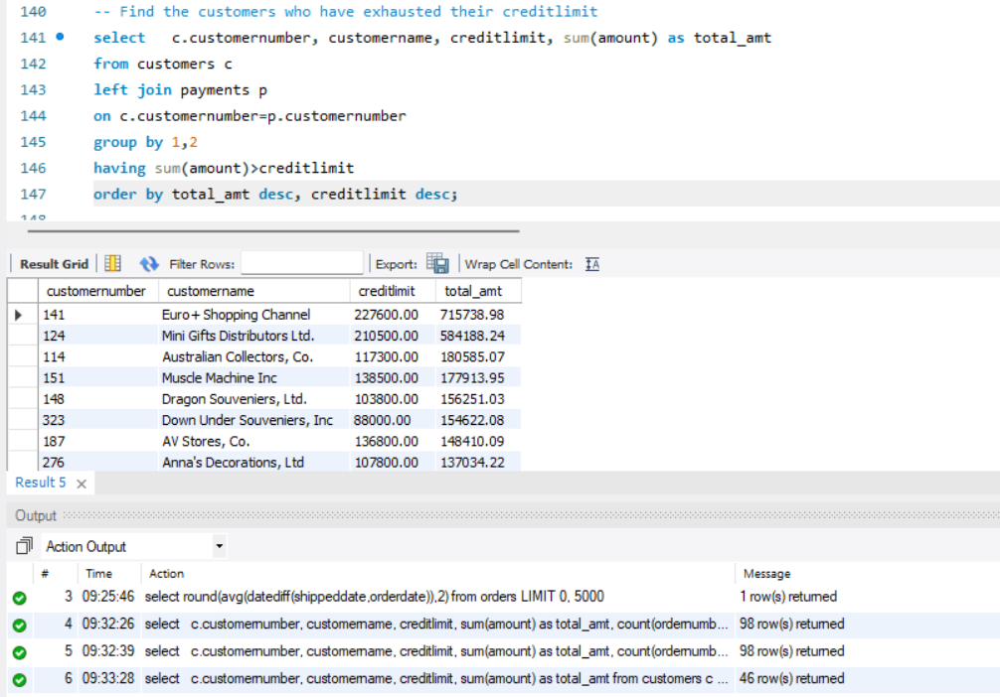 140 -- Find the customers who have exhausted their creditlimit
141 select c.customernumber, customername, creditlimit, sum(amount) as total_amt
142 from customers c
143 left join payments p
144 on c.customernumber=p.customernumber
145 group by 1,2
146 having sum(amount)>creditlimit
147 order by total_amt desc, creditlimit desc;
148
Result Grid Filter Rows: Export: Wrap Cell Content: IA
customernumber customername creditlimit total_amt
141 Euro+ Shopping Channel 227600.00 715738.98
124 Mini Gifts Distributors Ltd. 210500.00 584188.24
114 Australian Collectors, Co. 117300.00 180585.07
151 Muscle Machine Inc 138500.00 177913.95
148 Dragon Souveniers, Ltd. 103800.00 156251.03
323 Down Under Souveniers, Inc 88000.00 154622.08
187 AV Stores, Co. 136800.00 148410.09
276 Anna's Decorations, Ltd 107800.00 137034.22
Result 5
Output
Action Output
# Time Action Message
3 09:25:46 select round(avg(datediff(shippeddate,orderdate)),2) from orders LIMIT 0, 5000 1 row(s) returned
4 09:32:26 select c.customernumber, customername, creditlimit, sum(amount) as total_amt, count(ordernumb... 98 row(s) returned
5 09:32:39 select c.customernumber, customername, creditlimit, sum(amount) as total_amt, count(ordernumb... 98 row(s) returned
6 09:33:28 select c.customernumber, customername, creditlimit, sum(amount) as total_amt from customers c ... 46 row(s) returned